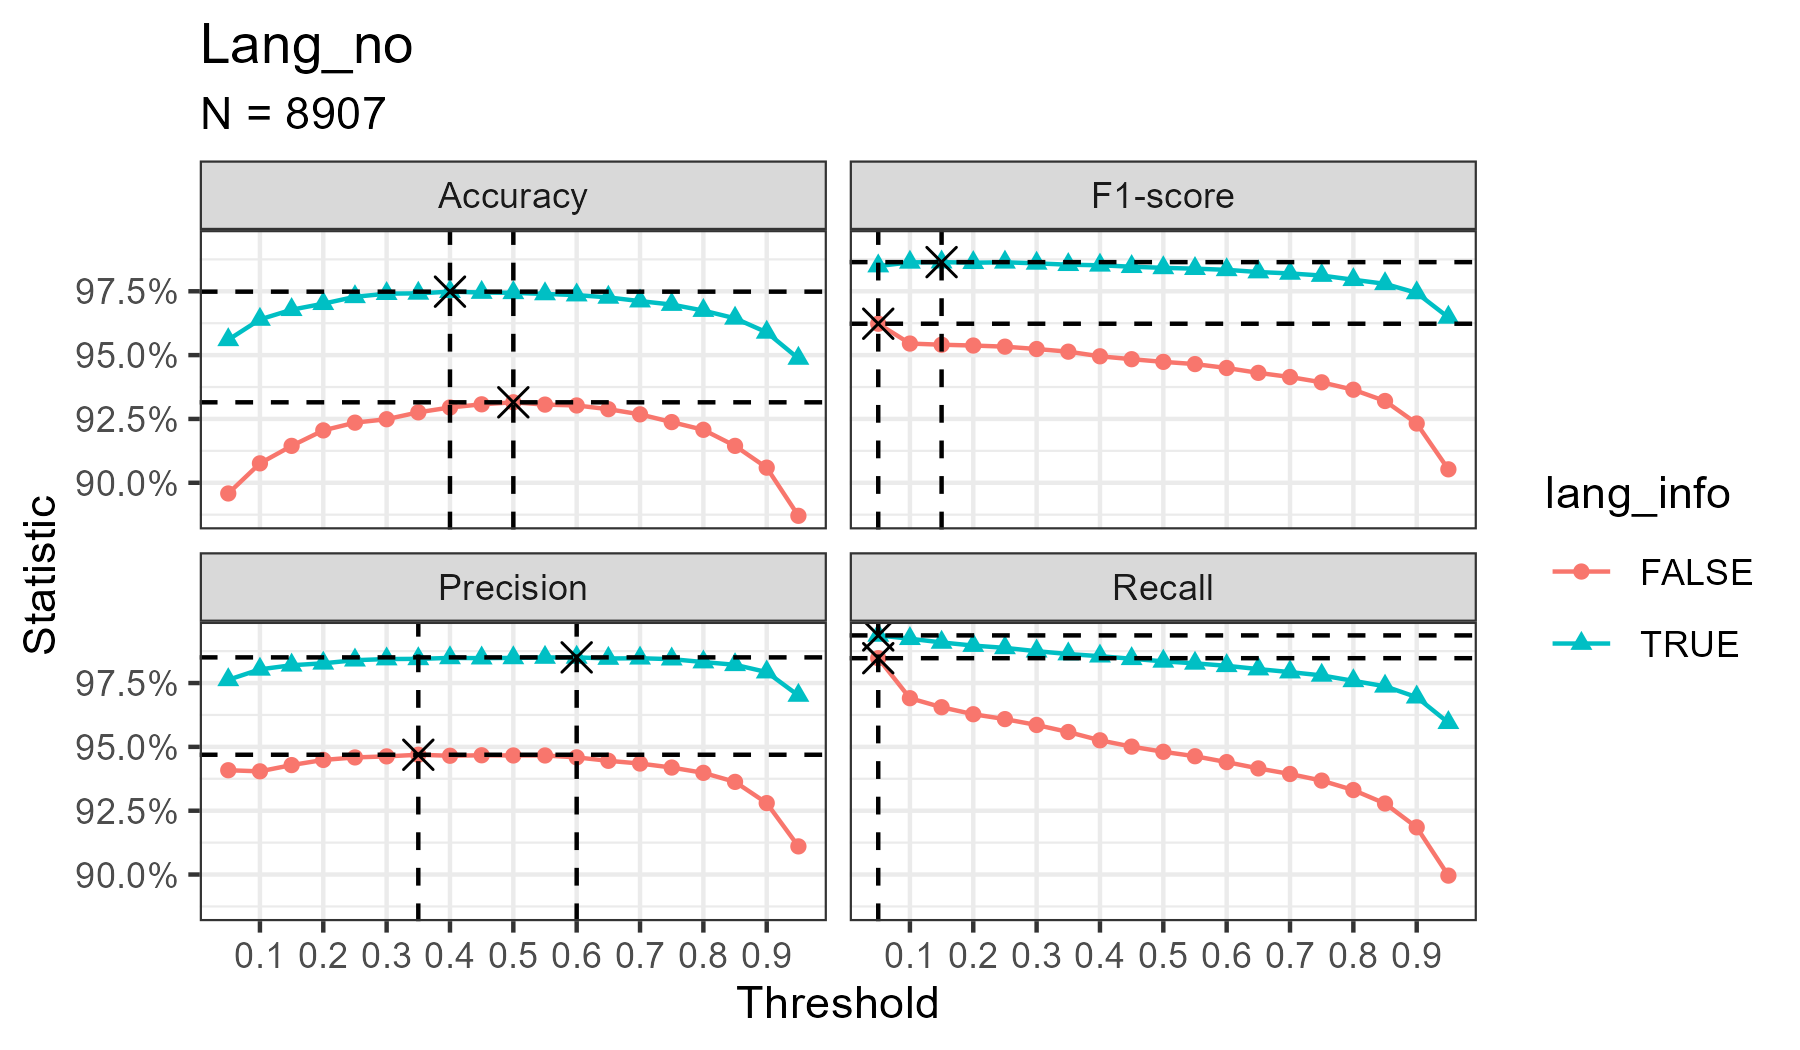 Lang_no
N = 8907
Accuracy
F1-score
97.5%
95.0%
92.5%
90.0%
Precision
Recall
97.5%
95.0%
92.5%
90.0%
0.1 0.2 0.3 0.4 0.5 0.6 0.7 0.8 0.9
0.1 0.2 0.3 0.4 0.5 0.6 0.7 0.8 0.9
Threshold
Statistic
lang_info
FALSE
TRUE